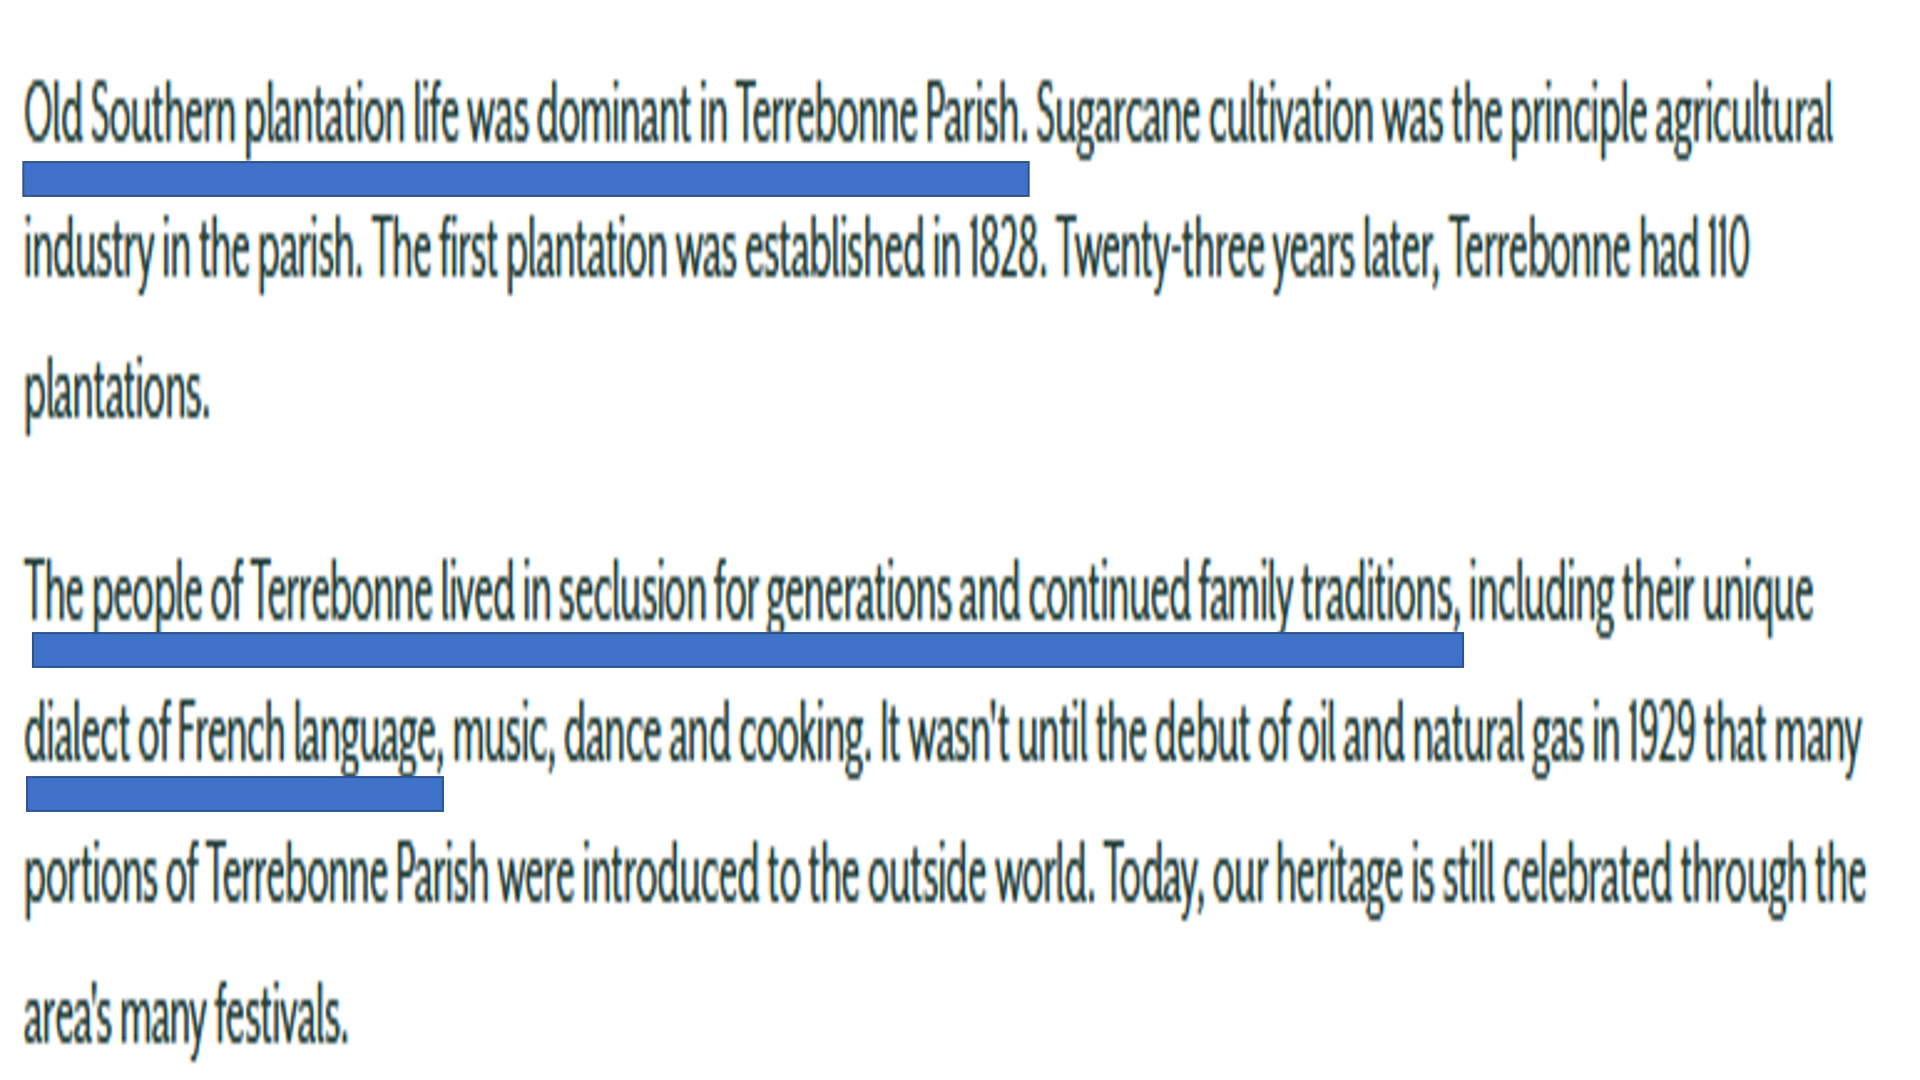 Old Southern plantation life was dominant in Terrebonne Parish. Sugarcane cultivation was the principle agricultural
industry in the parish. The first plantation was established in 1828. Twenty-three years later, Terrebonne had 110
plantations.
The people of Terrebonne lived in seclusion for generations and continued family traditions, including their unique
dialect of French language, music, dance and cooking. It wasn't until the debut of oil and natural gas in 1929 that many
portions of Terrebonne Parish were introduced to the outside world. Today, our heritage is still celebrated through the
area's many festivals.